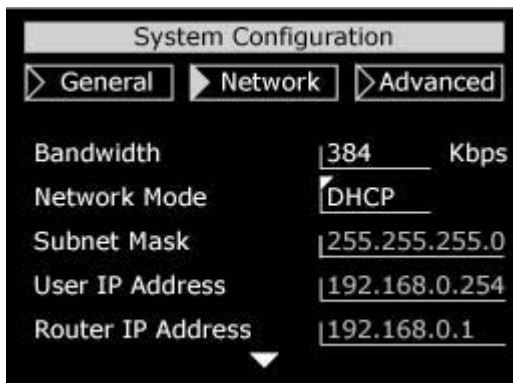 System Configuration
General Network Advanced
Bandwidth 384 Kbps
Network Mode DHCP
Subnet Mask 255.255.255.0
User IP Address 192.168.0.254
Router IP Address 192.168.0.1